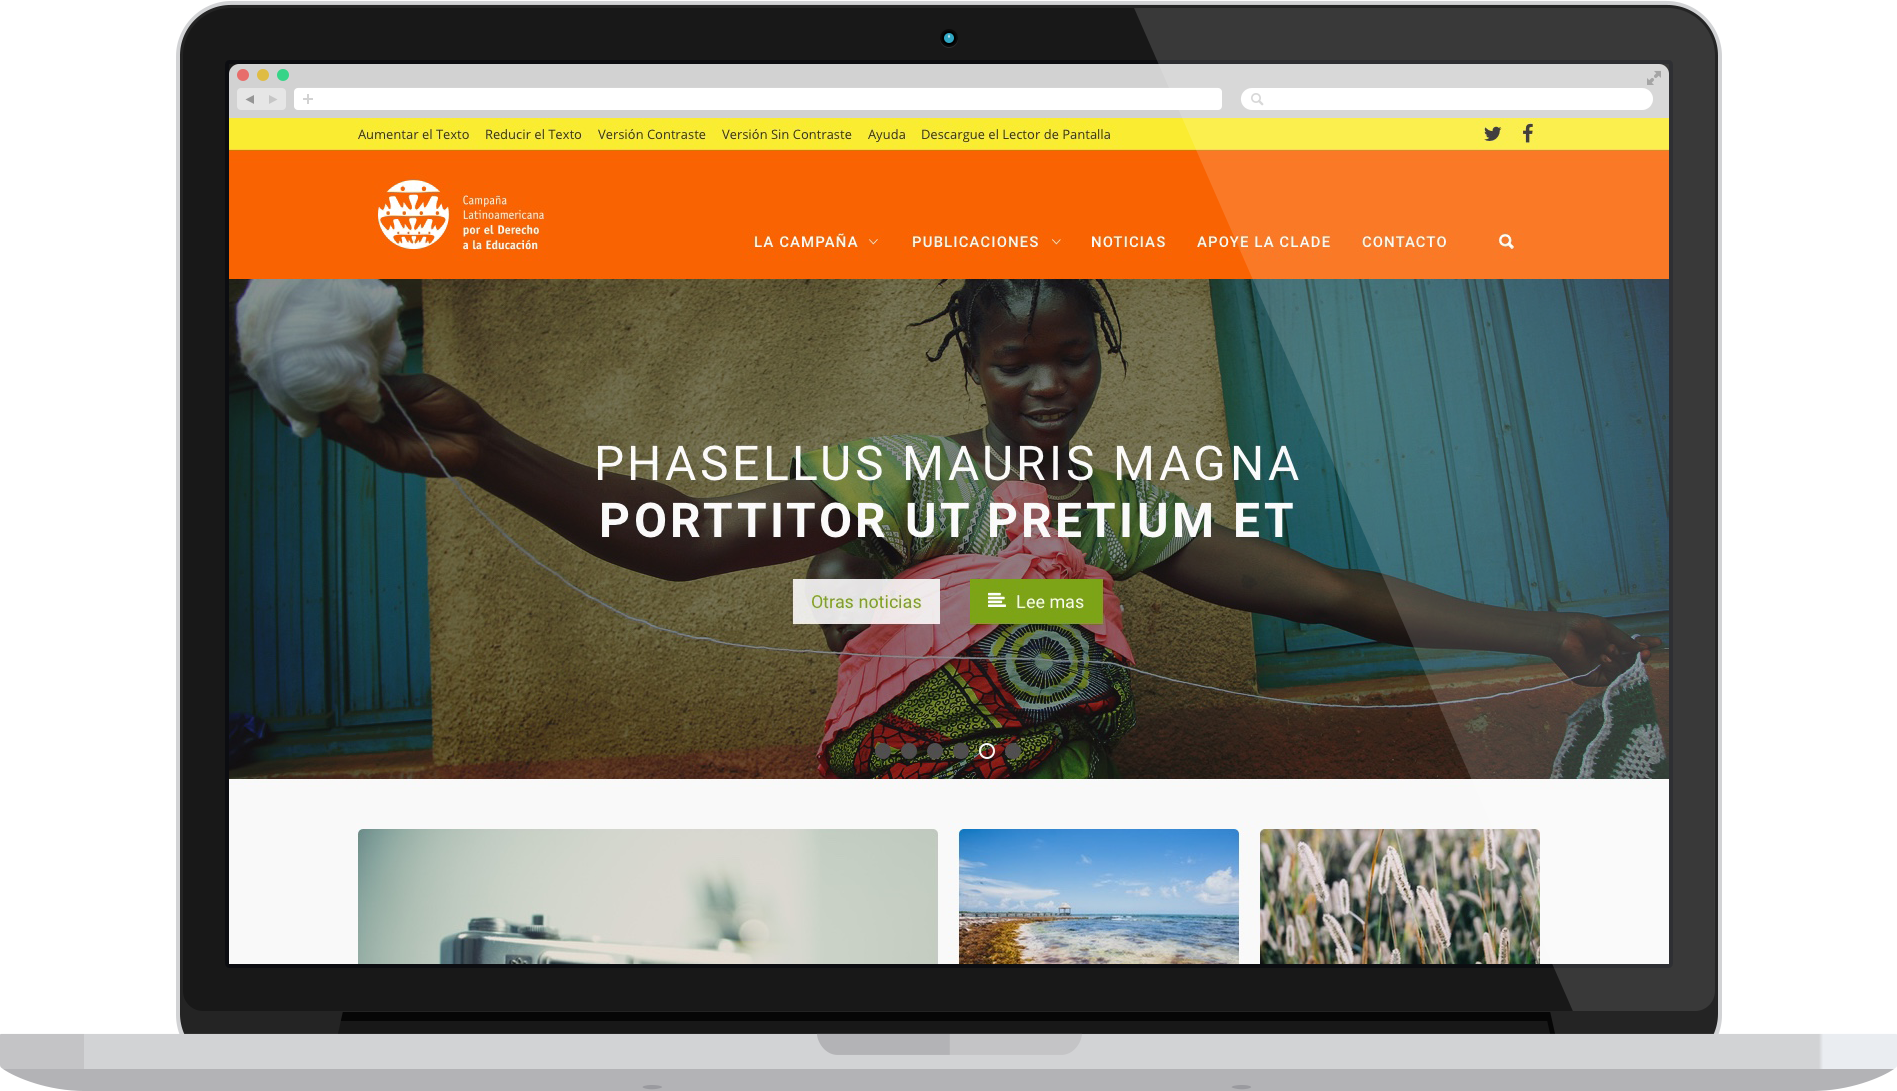 Aumentar el Texto Reducir el Texto Versión Contraste Versión Sin Contraste Ayuda Descargue el Lector de Pantalla
Campaña
Latinoamericana
por el Derecho
a la Educación
LA CAMPAÑA PUBLICACIONES NOTICIAS APOYE LA CLADE CONTACTO
PHASELLUS MAURIS MAGNA
PORTTITOR UT PRETIUM ET
Otras noticias Lee mas